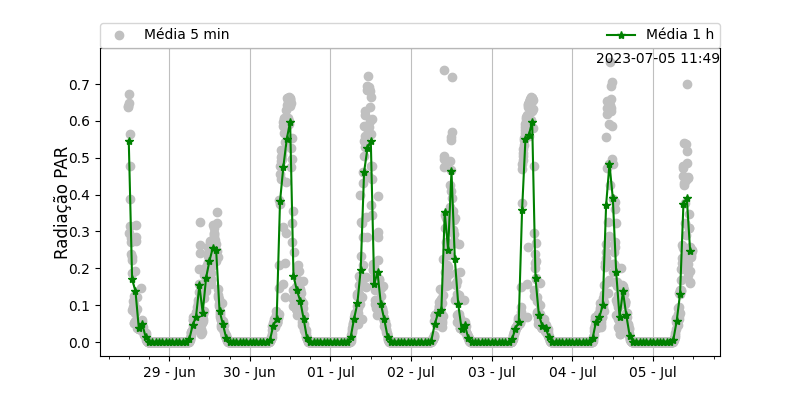 Média 5 min
Média 1 h
2023-07-05 11:49
Radiação PAR
0.7
0.6
0.5
0.4
0.3
0.2
0.1
0.0
29 - Jun
30 - Jun
01 - Jul
02 - Jul
03 - Jul
04 - Jul
05 - Jul